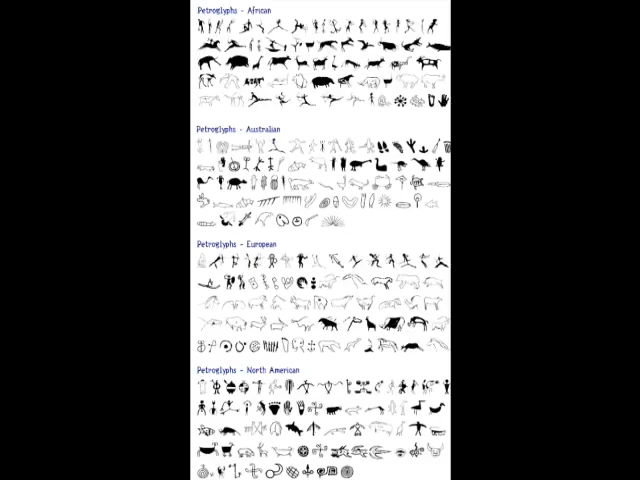 Petroglyphs - African
Petroglyphs - Australian
Petroglyphs - European
Petroglyphs - North American